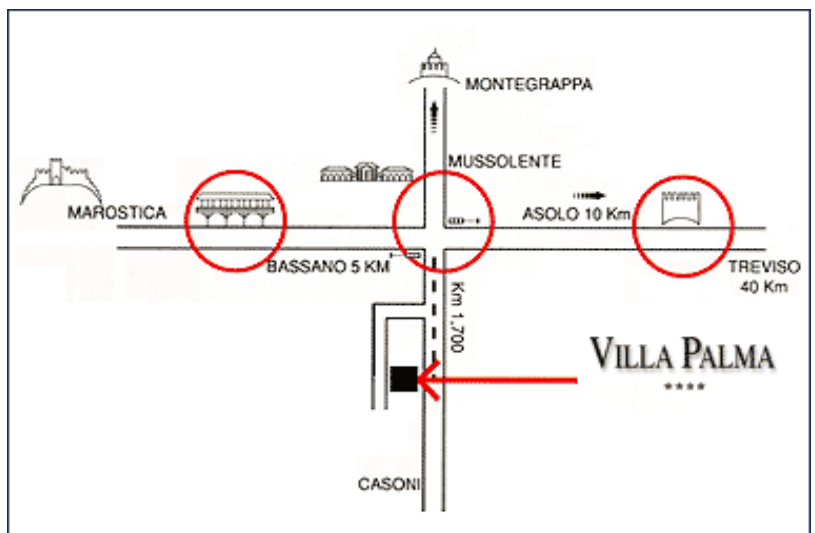 MONTEGRAPPA
MUSSOLENTE
MAROSTICA
ASOLO 10 Km
BASSANO 5 KM
TREVISO
40 Km
Km 1,700
VILLA PALMA
****
CASONI